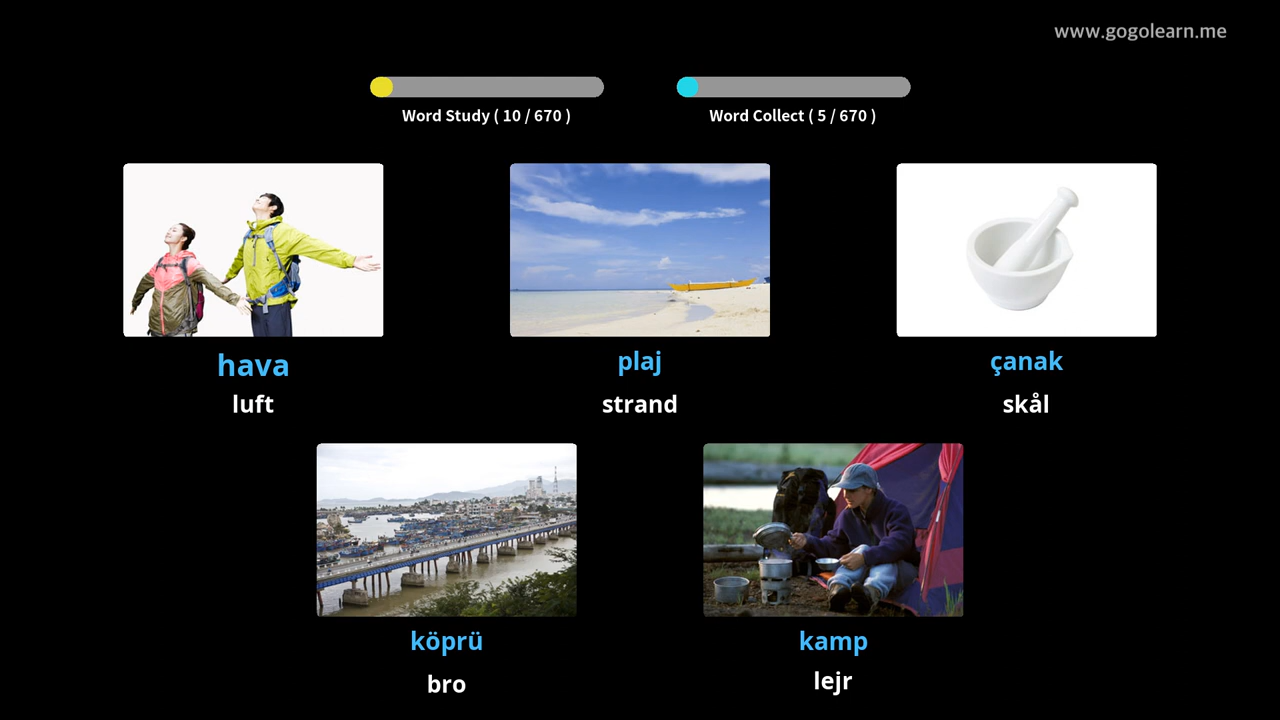 www.gogolearn.me
Word Study ( 10 / 670 )
Word Collect ( 5 / 670 )
hava
luft
plaj
strand
çanak
skål
köprü
bro
kamp
lejr